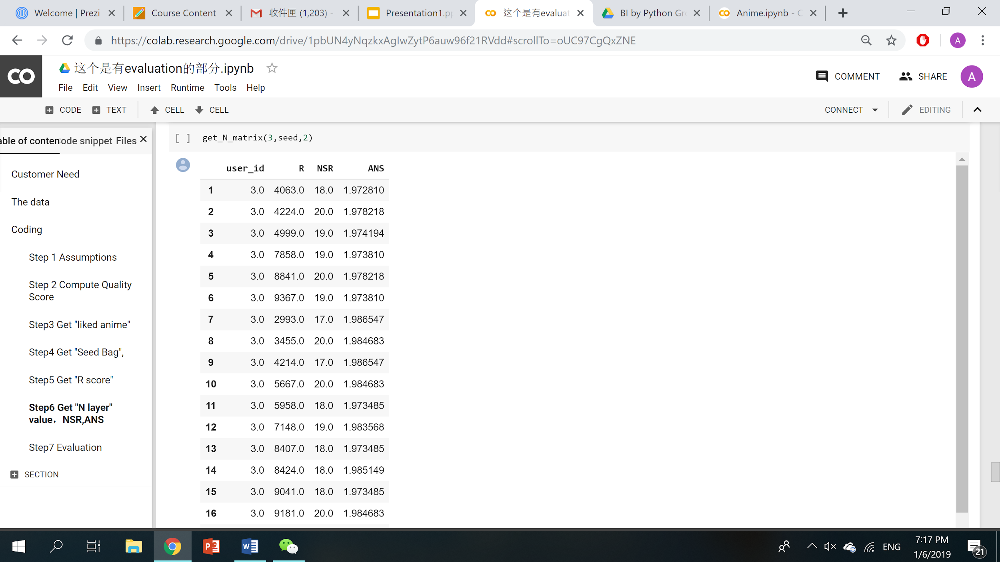 Welcome | Prezi
Course Content
收件匣 (1,203) -
Presentation1.pp
这个是有evaluat
BI by Python Gro
Anime.ipynb - C
https://colab.research.google.com/drive/1pbUN4yNqzkxAgIwZytP6auw96f21RVdd#scrollTo=oUC97CgQxZNE
A
CO
这个是有evaluation的部分.ipynb
COMMENT
SHARE
A
File Edit View Insert Runtime Tools Help
CODE TEXT CELL CELL
CONNECT
EDITING
able of conten ode snippet Files
Customer Need
The data
Coding
Step 1 Assumptions
Step 2 Compute Quality
Score
Step3 Get "liked anime"
Step4 Get "Seed Bag",
Step5 Get "R score"
Step6 Get "N layer"
value，NSR,ANS
Step7 Evaluation
SECTION
[ ] get_N_matrix(3,seed,2)
user_id R NSR ANS
1 3.0 4063.0 18.0 1.972810
2 3.0 4224.0 20.0 1.978218
3 3.0 4999.0 19.0 1.974194
4 3.0 7858.0 19.0 1.973810
5 3.0 8841.0 20.0 1.978218
6 3.0 9367.0 19.0 1.973810
7 3.0 2993.0 17.0 1.986547
8 3.0 3455.0 20.0 1.984683
9 3.0 4214.0 17.0 1.986547
10 3.0 5667.0 20.0 1.984683
11 3.0 5958.0 18.0 1.973485
12 3.0 7148.0 19.0 1.983568
13 3.0 8407.0 18.0 1.973485
14 3.0 8424.0 18.0 1.985149
15 3.0 9041.0 18.0 1.973485
16 3.0 9181.0 20.0 1.984683
P
W
ENG
7:17 PM
1/6/2019
21